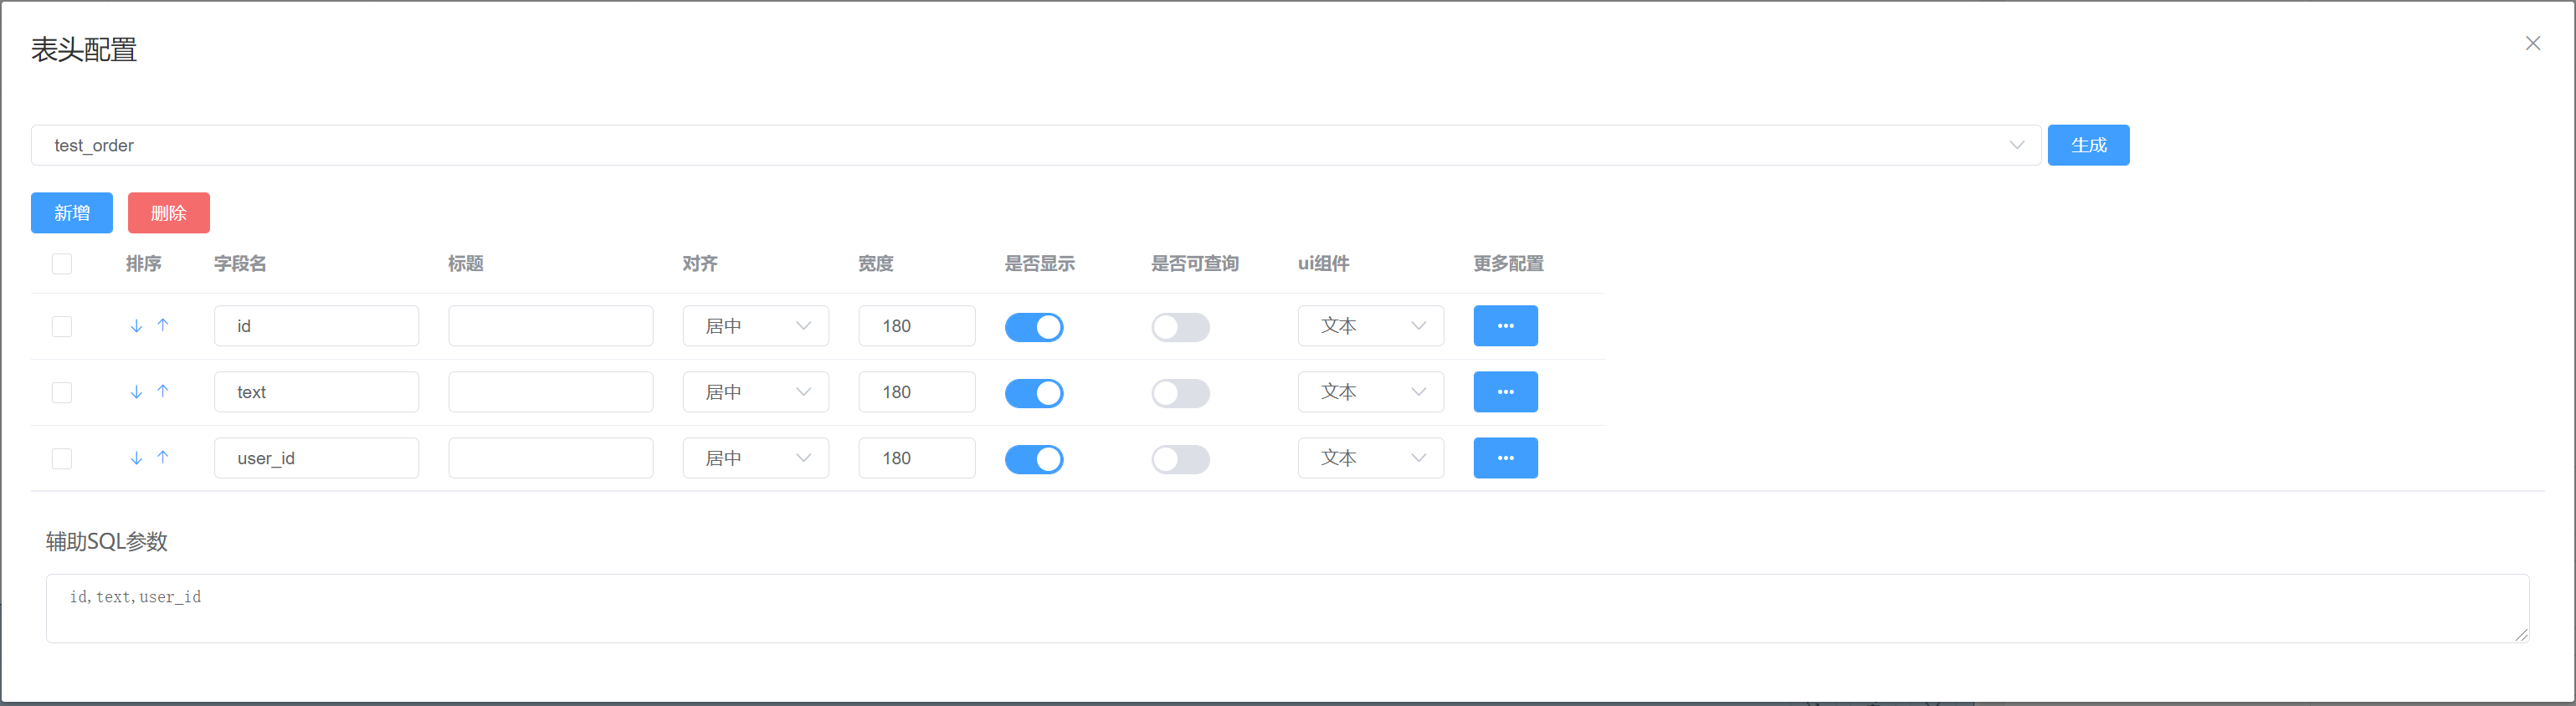 表头配置
test_order
生成
新增 删除
排序 字段名 标题 对齐 宽度 是否显示 是否可查询 ui组件 更多配置
id 居中 180 文本
text 居中 180 文本
user_id 居中 180 文本
辅助SQL参数
id,text,user_id